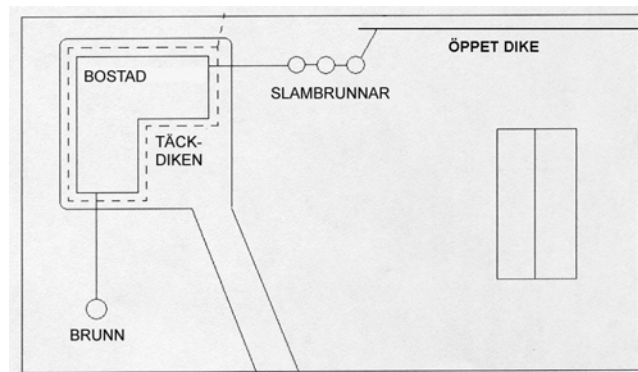 ÖPPET DIKE
BOSTAD
SLAMBRUNNAR
TÄCK-
DIKEN
BRUNN